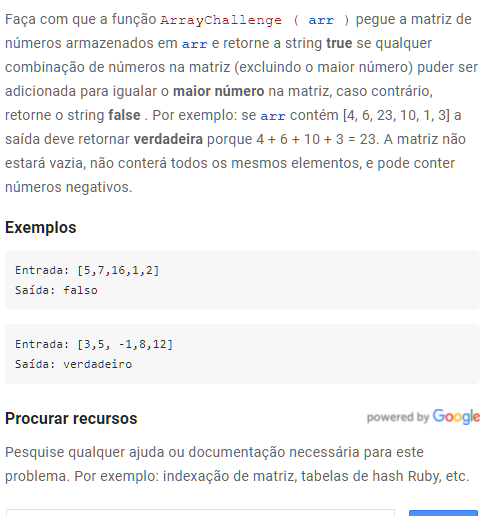 Faça com que a função ArrayChallenge ( arr ) pegue a matriz de
números armazenados em arr e retorne a string true se qualquer
combinação de números na matriz (excluindo o maior número) puder ser
adicionada para igualar o maior número na matriz, caso contrário,
retorne o string false . Por exemplo: se arr contém [4, 6, 23, 10, 1, 3] a
saída deve retornar verdadeira porque 4 + 6 + 10 + 3 = 23. A matriz não
estará vazia, não conterá todos os mesmos elementos, e pode conter
números negativos.
Exemplos
Entrada: [5,7,16,1,2]
Saída: falso
Entrada: [3,5, -1,8,12]
Saída: verdadeiro
Procurar recursos
powered by Google
Pesquise qualquer ajuda ou documentação necessária para este
problema. Por exemplo: indexação de matriz, tabelas de hash Ruby, etc.